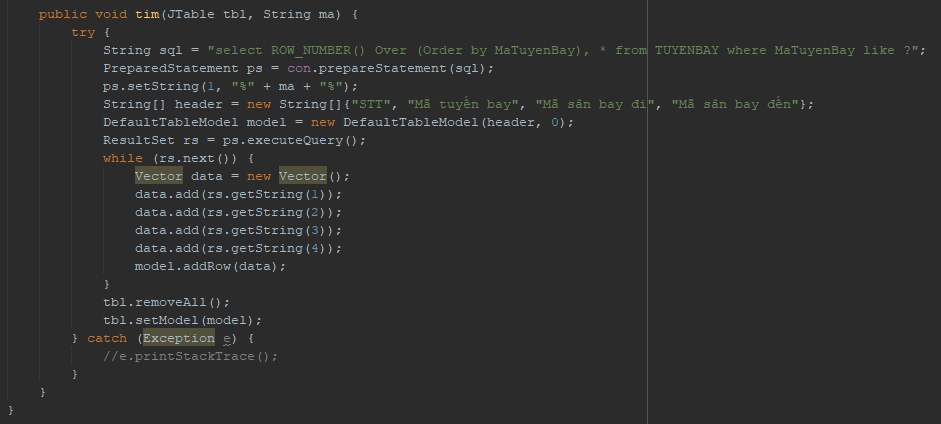 public void tim(JTable tbl, String ma) {
try {
String sql = "select ROW_NUMBER() Over (Order by MaTuyenBay), * from TUYENBAY where MaTuyenBay like ?";
PreparedStatement ps = con.prepareStatement(sql);
ps.setString(1, "%" + ma + "%");
String[] header = new String[]{"STT", "Mã tuyến bay", "Mã sân bay đi", "Mã sân bay đến"};
DefaultTableModel model = new DefaultTableModel(header, 0);
ResultSet rs = ps.executeQuery();
while (rs.next()) {
Vector data = new Vector();
data.add(rs.getString(1));
data.add(rs.getString(2));
data.add(rs.getString(3));
data.add(rs.getString(4));
model.addRow(data);
}
tbl.removeAll();
tbl.setModel(model);
} catch (Exception e) {
//e.printStackTrace();
}
}
}